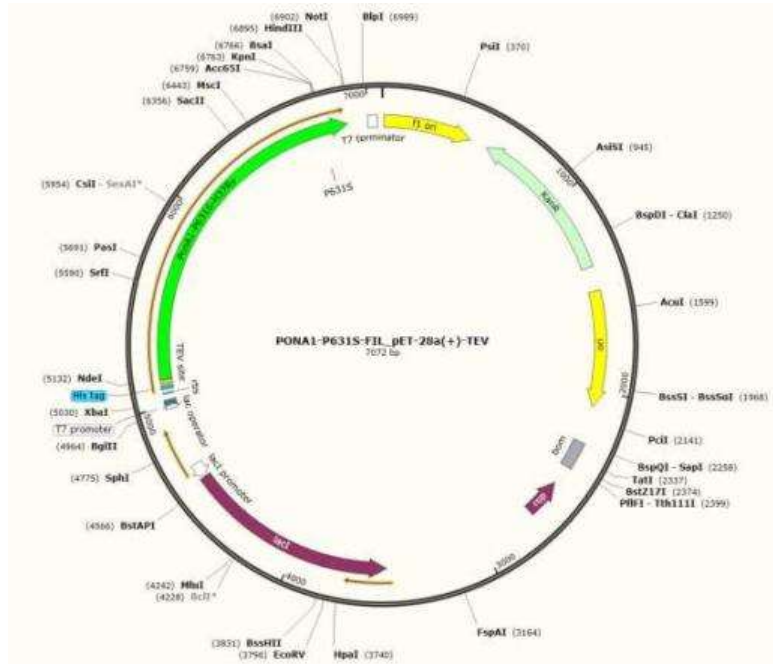 (6902) NotI
BlpI (6989)
(6895) HindIII
(6766) BsaI
(6763) KpnI
(6759) Acc65I
(6443) MscI
(6356) SacII
PsiI (370)
AsiSI (945)
BspDI - ClaI (1250)
AcuI (1599)
BssSI - BssSαI (1968)
PciI (2141)
BspQI - SapI (2258)
TatI (2337)
BstZ17I (2374)
PflFI - Tth111I (2399)
FspAI (3164)
HpaI (3740)
(3796) EcoRV
(3831) BssHII
(4228) BclI*
(4242) MluI
(4566) BstAPI
(4775) SphI
(4964) BglII
T7 promoter
(5030) XbaI
His Tag
(5132) NdeI
(5590) SrfI
(5691) PasI
(5954) CsiI - SexAI*
7000
1000
2000
3000
4000
5000
6000
T7 terminator
f1 ori
P631S
KanR
ori
bom
rop
lacI
lacI promoter
lac operator
rbs
TEV site
PONA1-P631S-FIL_pET-28a(+)-TEV
7072 bp